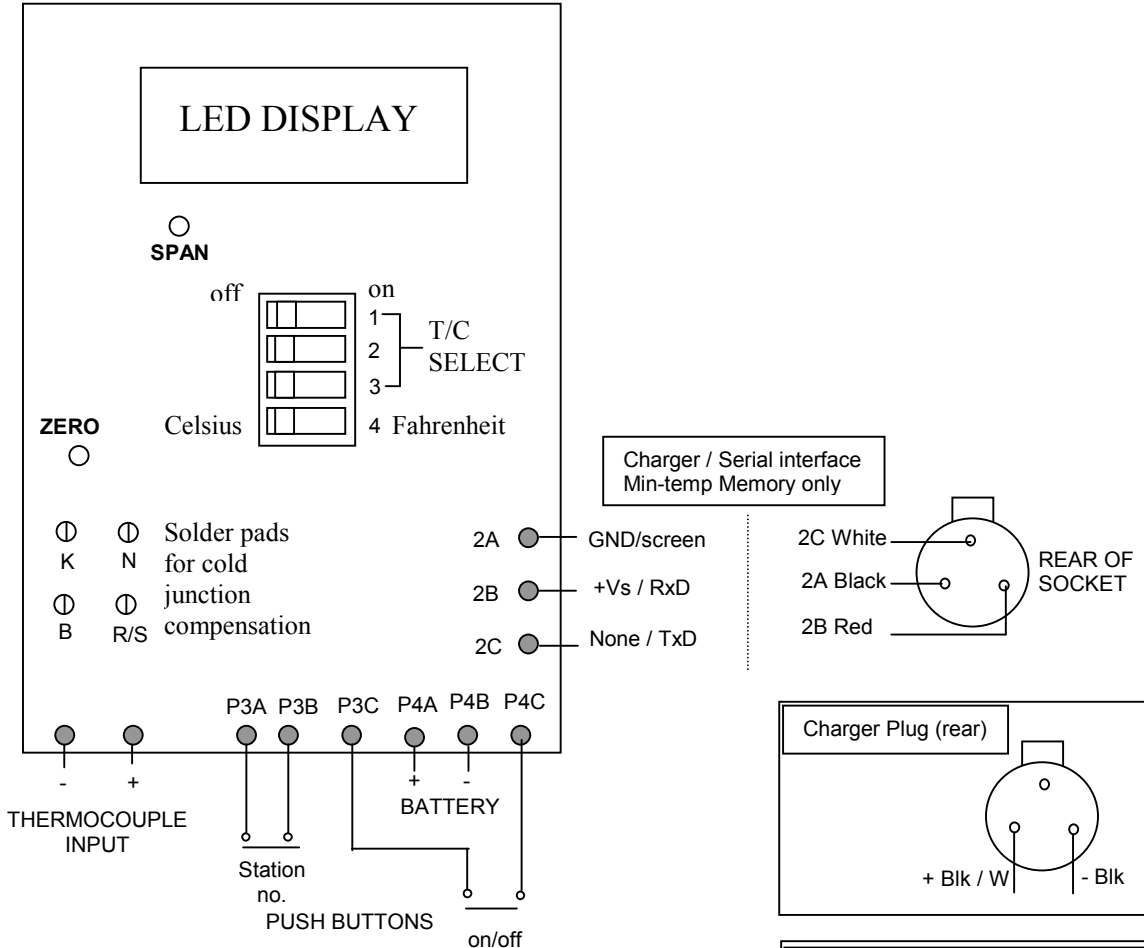 LED DISPLAY
SPAN
off
on
1
2
3
T/C
SELECT
Celsius
4 Fahrenheit
ZERO
K
N
B
R/S
Solder pads
for cold
junction
compensation
2A
GND/screen
2B
+Vs / RxD
2C
None / TxD
Charger / Serial interface
Min-temp Memory only
2C White
2A Black
2B Red
REAR OF
SOCKET
P3A P3B P3C P4A P4B P4C
-
+
THERMOCOUPLE
INPUT
+
-
BATTERY
Station
no.
PUSH BUTTONS
on/off
Charger Plug (rear)
+ Blk / W
- Blk